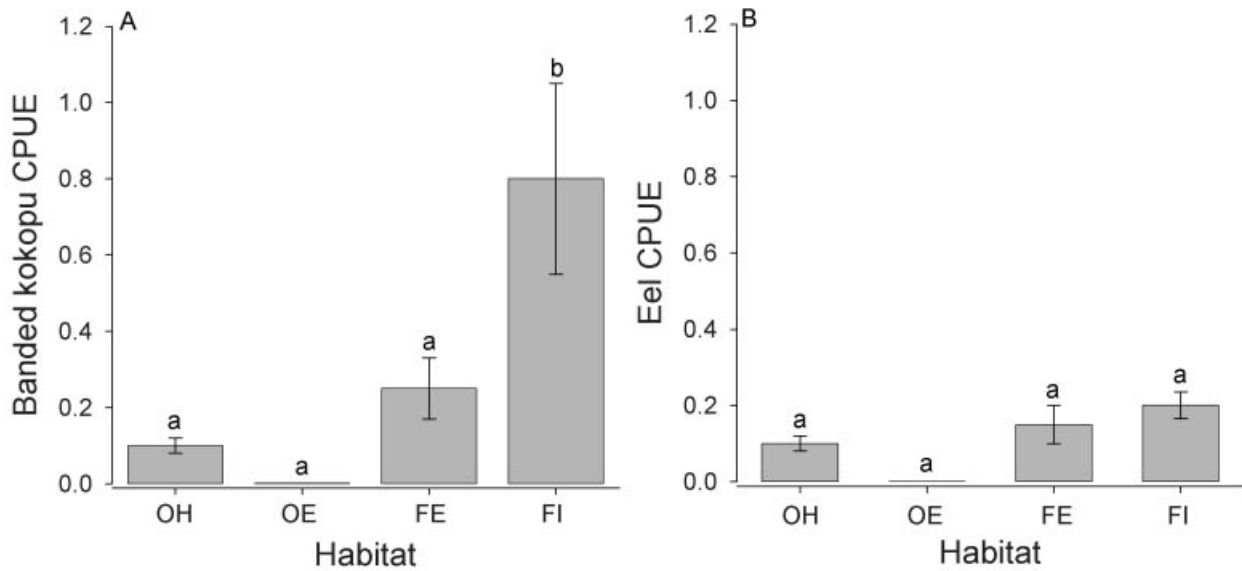 A
Banded kokopu CPUE
1.2
1.0
0.8
0.6
0.4
0.2
0.0
a
a
a
b
OH OE FE FI
Habitat
B
Eel CPUE
1.2
1.0
0.8
0.6
0.4
0.2
0.0
a
a
a
a
OH OE FE FI
Habitat